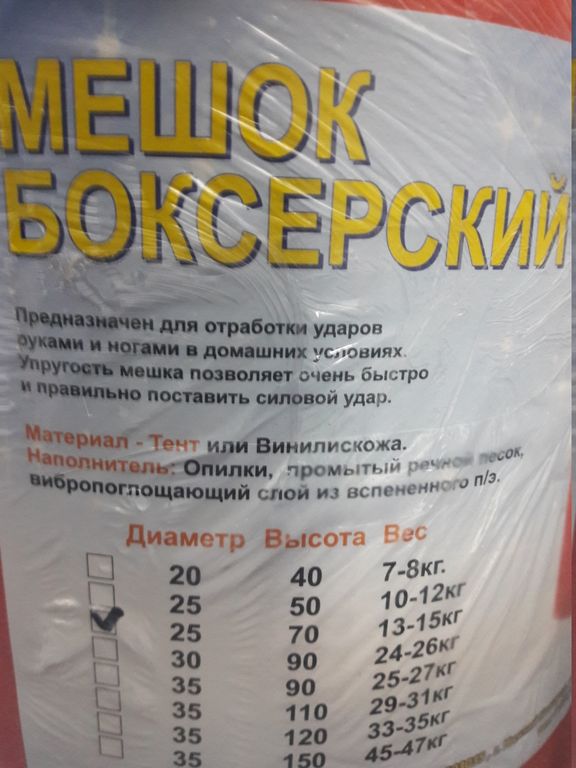 МЕШОК
БОКСЕРСКИЙ
Предназначен для отработки ударов
руками и ногами в домашних условиях.
Упругость мешка позволяет очень быстро
и правильно поставить силовой удар.
Материал - Тент или Винилискожа.
Наполнитель: Опилки, промытый речной песок,
вибропоглощающий слой из вспененного п/э.
Диаметр Высота Вес
20 40 7-8кг.
25 50 10-12кг
25 70 13-15кг
30 90 24-26кг
35 90 25-27кг
35 110 29-31кг
35 120 33-35кг
35 150 45-47кг